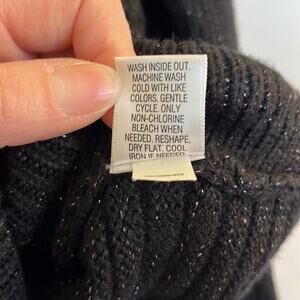 WASH INSIDE OUT.
MACHINE WASH
COLD WITH LIKE
COLORS. GENTLE
CYCLE. ONLY
NON-CHLORINE
BLEACH WHEN
NEEDED. RESHAPE,
DRY FLAT. COOL
IRON IF NEEDED.